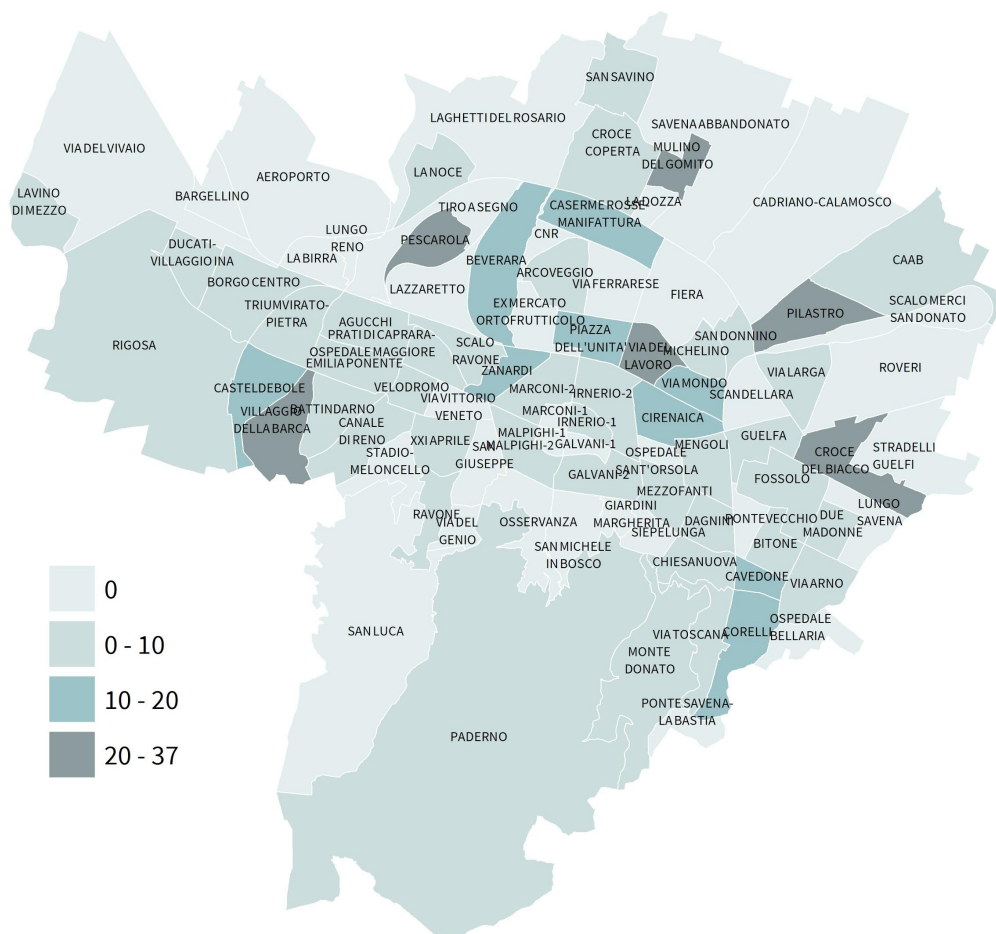 SAN SAVINO
LAGHETTI DEL ROSARIO
SAVENA ABBANDONATO
CROCE
COPERTA
VIA DEL VIVAIO
MULINO
DEL GOMITO
LA NOCE
AEROPORTO
LAVINO
DI MEZZO
BARGELLINO
TIRO A SEGNO
CASERME ROSSE-
MANIFATTURA
LA DOZZA
CADRIANO-CALAMOSCO
LUNGO
RENO
CNR
PESCAROLA
DUCATI-
VILLAGGIO INA
LA BIRRA
BEVERARA
CAAB
ARCOVEGGIO
BORGO CENTRO
LAZZARETTO
VIA FERRARESE
FIERA
TRIUMVIRATO-
PIETRA
EX MERCATO
ORTOFRUTTICOLO
PILASTRO
SCALO MERCI
SAN DONATO
AGUCCHI
PRATI DI CAPRARA-
OSPEDALE MAGGIORE
PIAZZA
DELL'UNITA'
SAN DONNINO
RIGOSA
SCALO
RAVONE
VIA DEL
LAVORO
MICHELINO
EMILIA PONENTE
ZANARDI
VIA LARGA
ROVERI
CASTELDEBOLE
VELODROMO
MARCONI-2
IRNERIO-2
VIA MONDO
SCANDELLARA
VIA VITTORIO
VENETO
VILLAGGIO
DELLA BARCA
BATTINDARNO
MARCONI-1
IRNERIO-1
CIRENAICA
CANALE
DI RENO
MALPIGHI-1
GUELFA
XXI APRILE
SAN
GIUSEPPE
MALPIGHI-2
GALVANI-1
MENGOLI
STADIO-
MELONCELLO
OSPEDALE
SANT'ORSOLA
CROCE
DEL BIACCO
STRADELLI
GUELFI
GALVANI-2
FOSSOLO
MEZZOFANTI
GIARDINI
MARGHERITA
LUNGO
SAVENA
RAVONE
VIA DEL
GENIO
OSSERVANZA
DAGNINI
PONTEVECCHIO
DUE
MADONNE
SIEPELUNGA
SAN MICHELE
IN BOSCO
BITONE
CHIESANUOVA
CAVEDONE
VIA ARNO
0
SAN LUCA
VIA TOSCANA
CORELLI
OSPEDALE
BELLARIA
0 - 10
MONTE
DONATO
10 - 20
PONTE SAVENA-
LA BASTIA
PADERNO
20 - 37